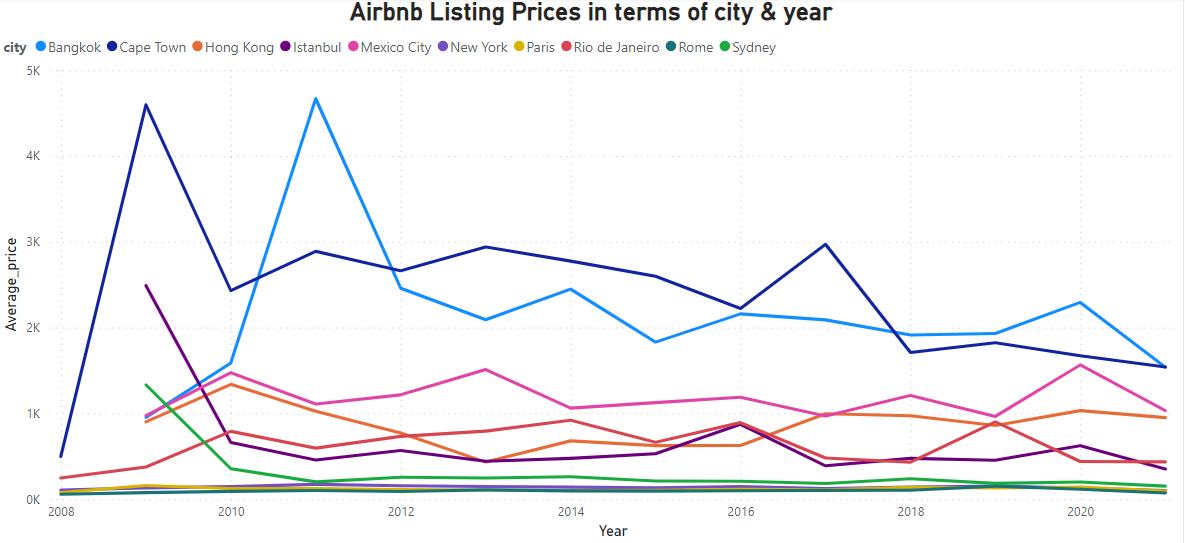 Airbnb Listing Prices in terms of city & year
city Bangkok Cape Town Hong Kong Istanbul Mexico City New York Paris Rio de Janeiro Rome Sydney
5K
4K
3K
2K
1K
0K
Average_price
2008 2010 2012 2014 2016 2018 2020
Year